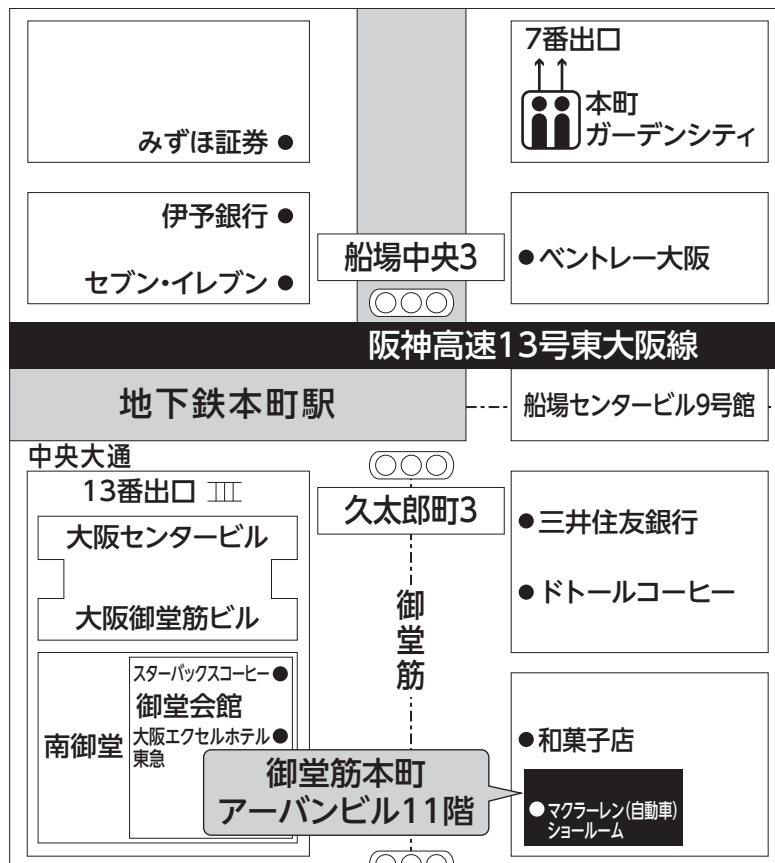 7番出口
本町
ガーデンシティ
みずほ証券
伊予銀行
セブン・イレブン
船場中央3
ベントレー大阪
阪神高速13号東大阪線
地下鉄本町駅
船場センタービル9号館
中央大通
13番出口
大阪センタービル
大阪御堂筋ビル
久太郎町3
三井住友銀行
ドトールコーヒー
御堂筋
スターバックスコーヒー
御堂会館
南御堂
大阪エクセルホテル
東急
和菓子店
御堂筋本町
アーバンビル11階
マクラーレン(自動車)
ショールーム